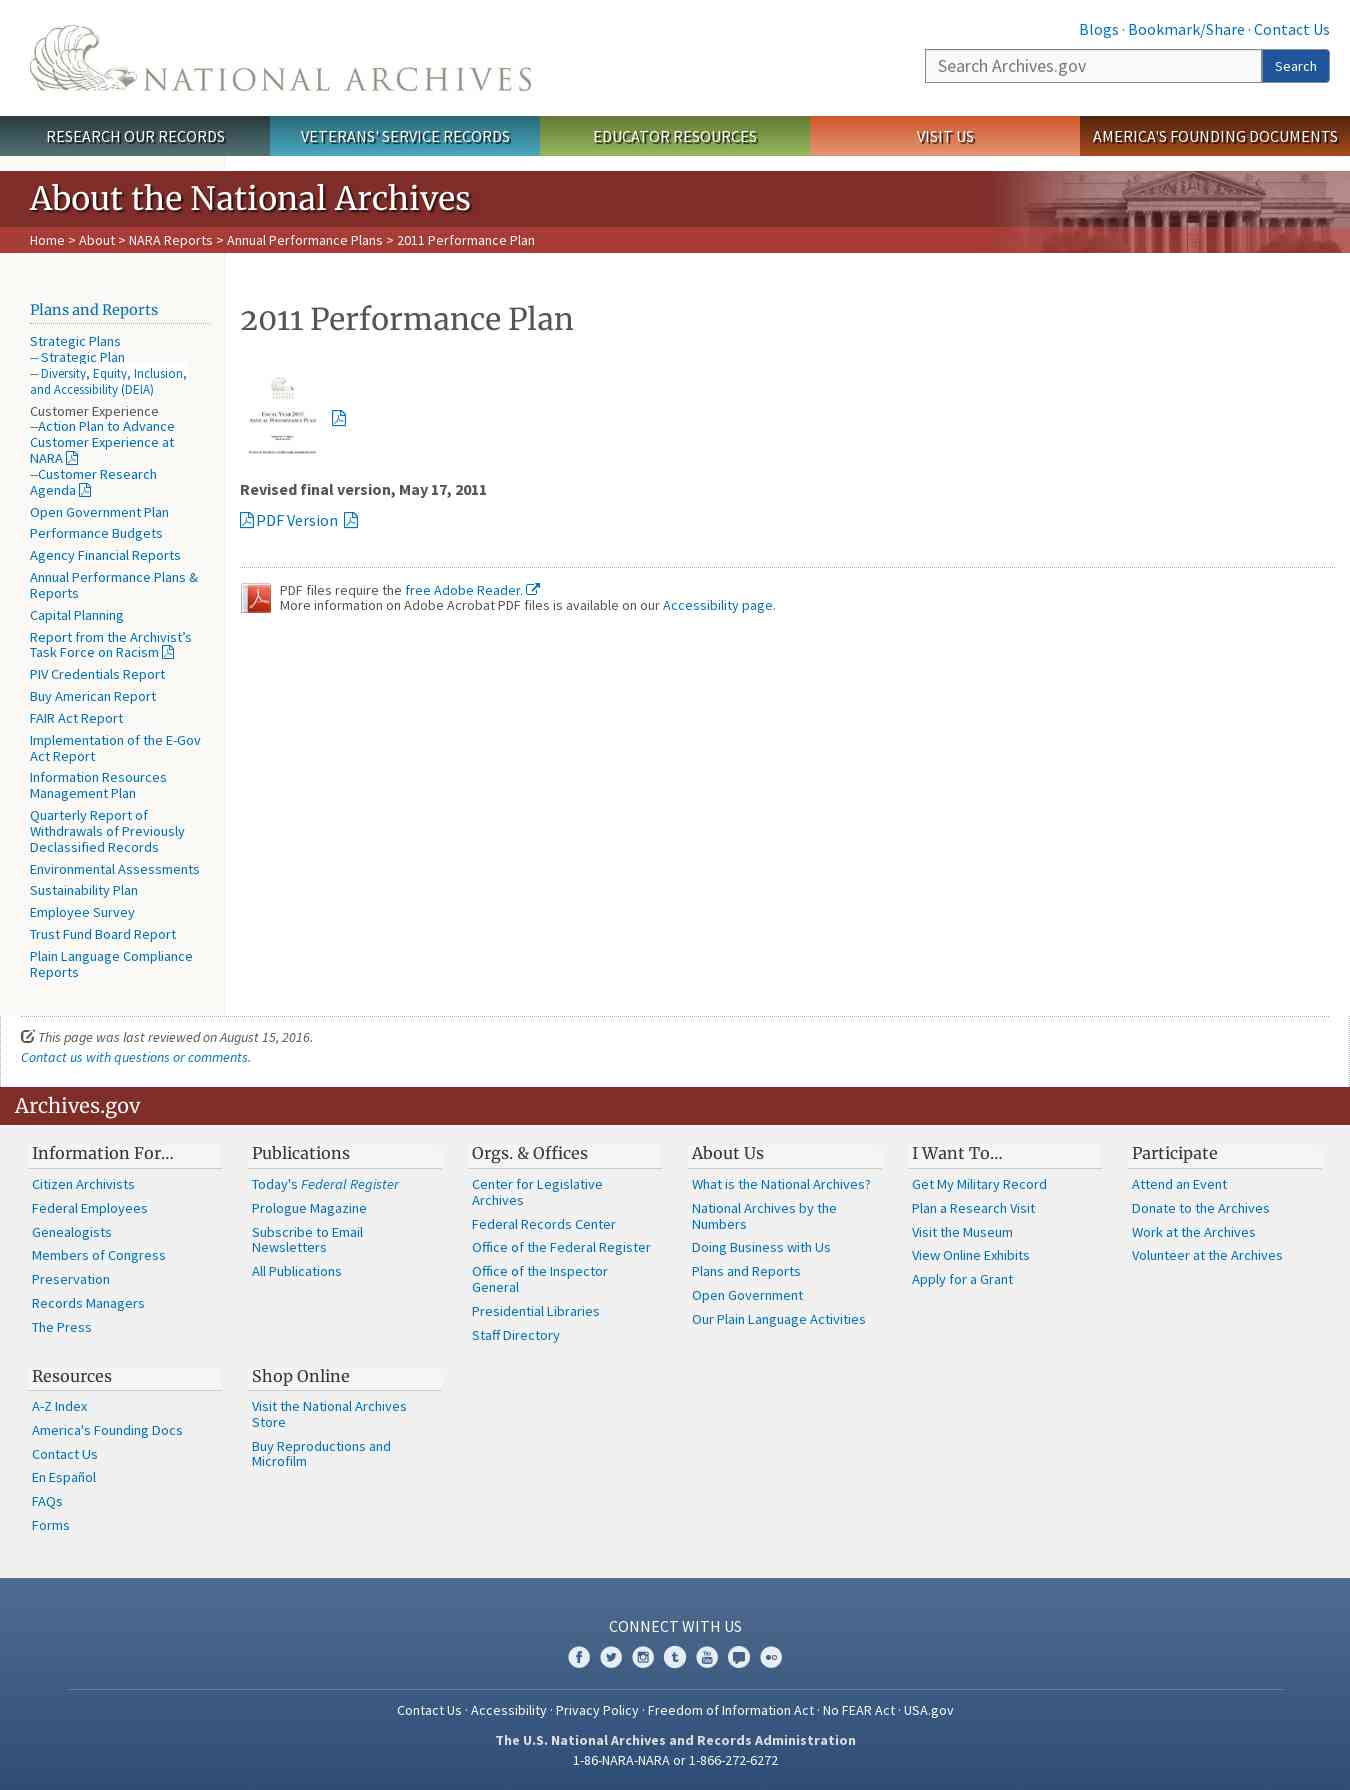 NATIONAL ARCHIVES
Blogs · Bookmark/Share · Contact Us
Search Archives.gov
Search
RESEARCH OUR RECORDS
VETERANS' SERVICE RECORDS
EDUCATOR RESOURCES
VISIT US
AMERICA'S FOUNDING DOCUMENTS
About the National Archives
Home > About > NARA Reports > Annual Performance Plans > 2011 Performance Plan
Plans and Reports
Strategic Plans
-- Strategic Plan
-- Diversity, Equity, Inclusion,
and Accessibility (DEIA)
Customer Experience
--Action Plan to Advance
Customer Experience at
NARA
--Customer Research
Agenda
Open Government Plan
Performance Budgets
Agency Financial Reports
Annual Performance Plans &
Reports
Capital Planning
Report from the Archivist’s
Task Force on Racism
PIV Credentials Report
Buy American Report
FAIR Act Report
Implementation of the E-Gov
Act Report
Information Resources
Management Plan
Quarterly Report of
Withdrawals of Previously
Declassified Records
Environmental Assessments
Sustainability Plan
Employee Survey
Trust Fund Board Report
Plain Language Compliance
Reports
2011 Performance Plan
Fiscal Year 2011
Annual Performance Plan
Revised final version, May 17, 2011
PDF Version
PDF files require the free Adobe Reader.
More information on Adobe Acrobat PDF files is available on our Accessibility page.
This page was last reviewed on August 15, 2016.
Contact us with questions or comments.
Archives.gov
Information For…
Citizen Archivists
Federal Employees
Genealogists
Members of Congress
Preservation
Records Managers
The Press
Publications
Today's Federal Register
Prologue Magazine
Subscribe to Email
Newsletters
All Publications
Orgs. & Offices
Center for Legislative
Archives
Federal Records Center
Office of the Federal Register
Office of the Inspector
General
Presidential Libraries
Staff Directory
About Us
What is the National Archives?
National Archives by the
Numbers
Doing Business with Us
Plans and Reports
Open Government
Our Plain Language Activities
I Want To…
Get My Military Record
Plan a Research Visit
Visit the Museum
View Online Exhibits
Apply for a Grant
Participate
Attend an Event
Donate to the Archives
Work at the Archives
Volunteer at the Archives
Resources
A-Z Index
America's Founding Docs
Contact Us
En Español
FAQs
Forms
Shop Online
Visit the National Archives
Store
Buy Reproductions and
Microfilm
CONNECT WITH US
Contact Us · Accessibility · Privacy Policy · Freedom of Information Act · No FEAR Act · USA.gov
The U.S. National Archives and Records Administration
1-86-NARA-NARA or 1-866-272-6272